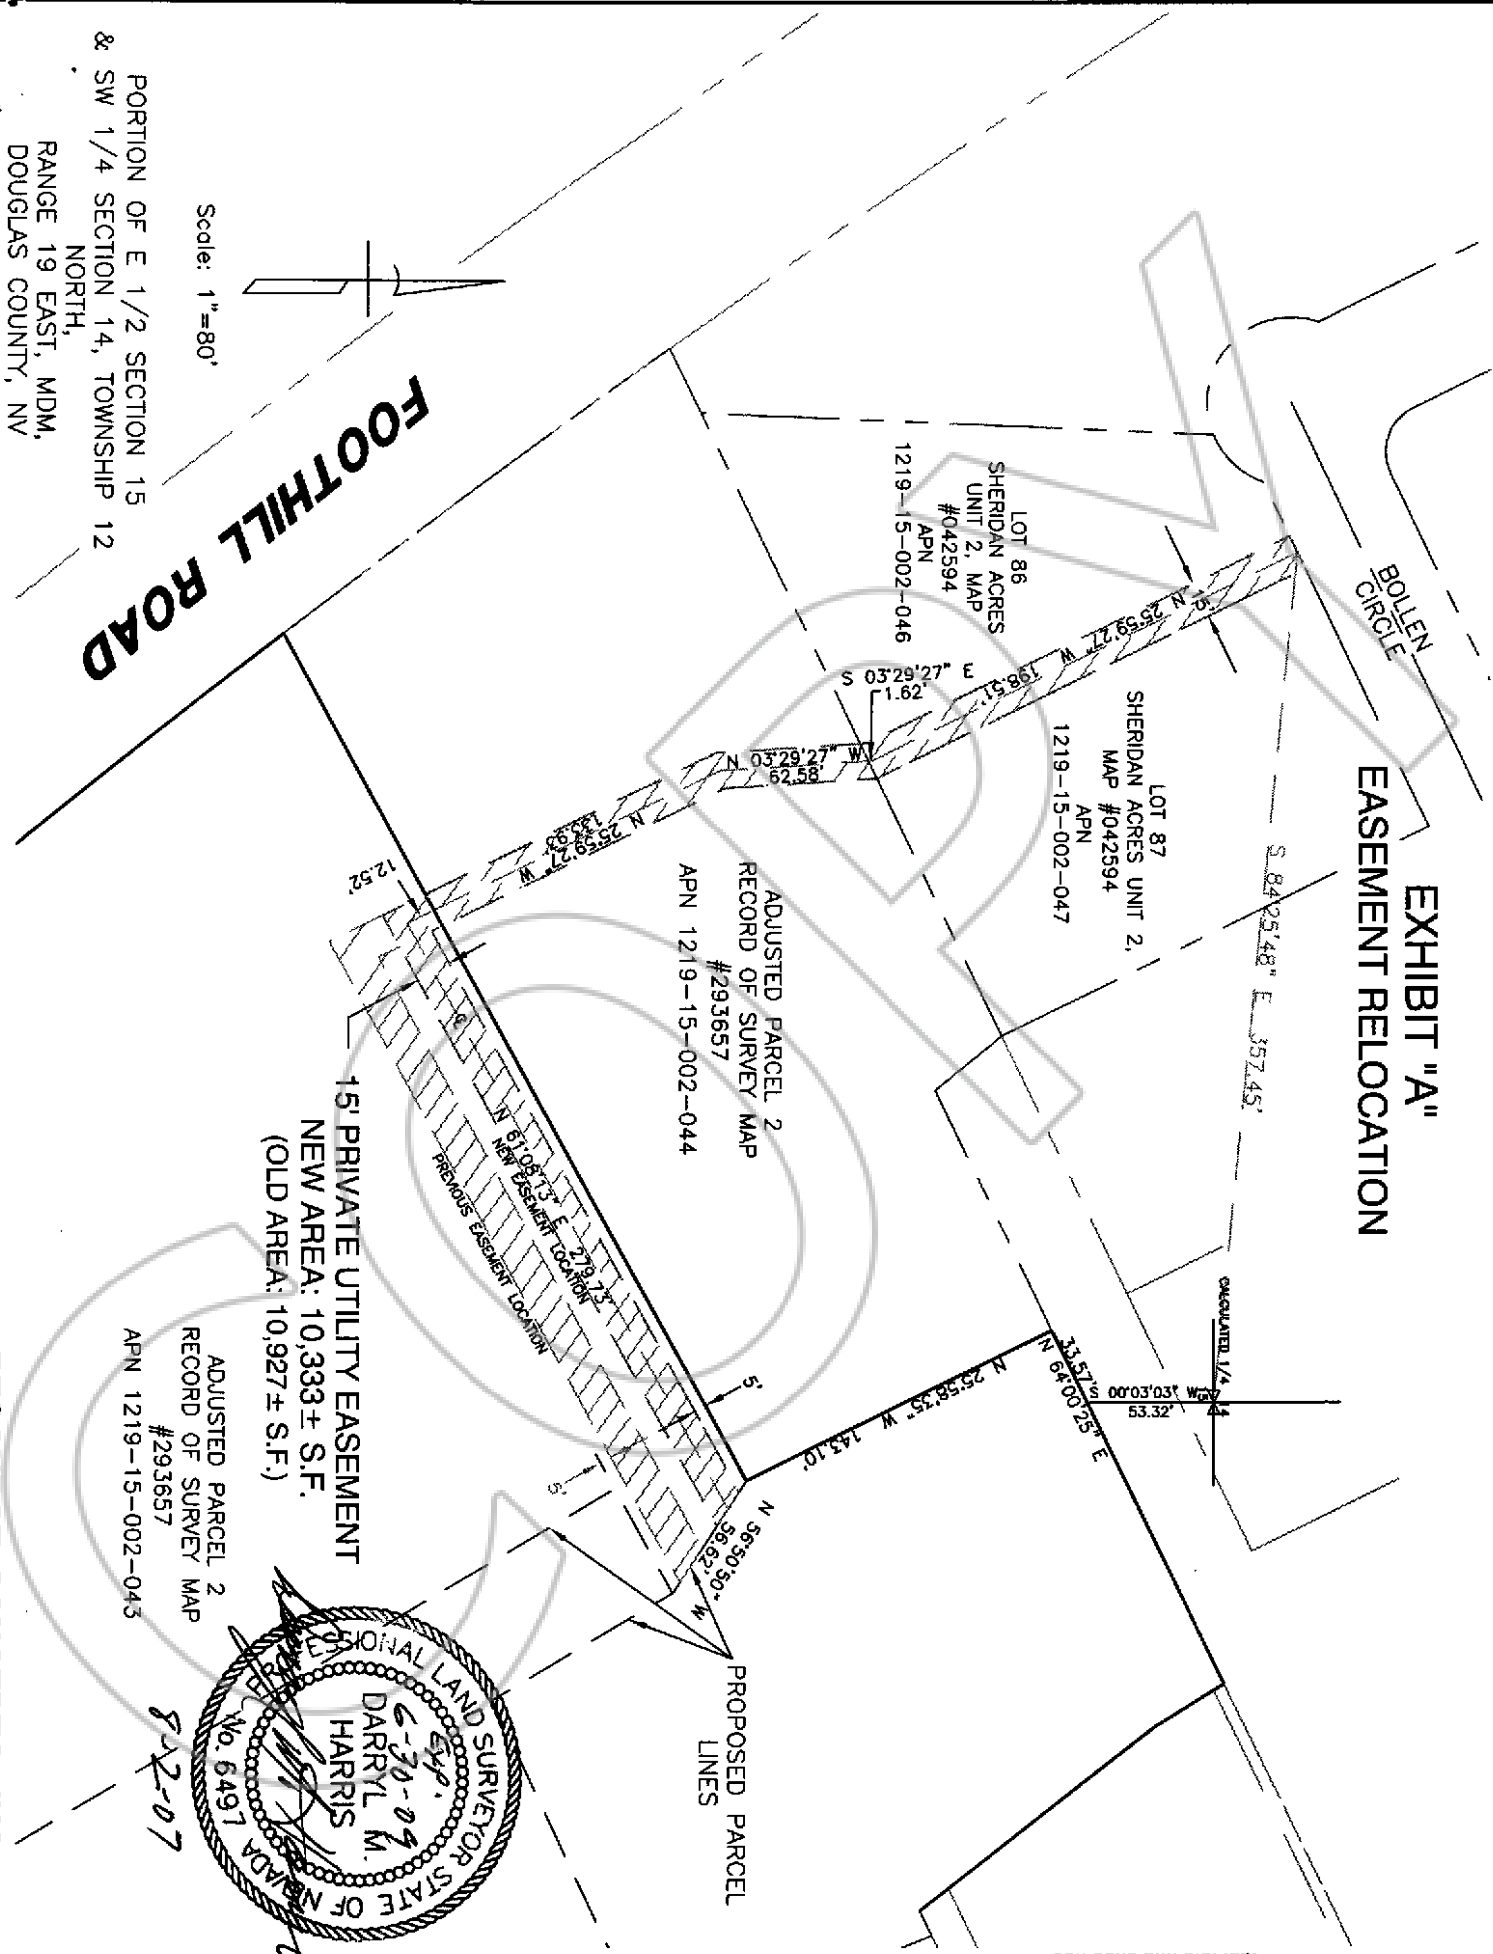 EXHIBIT "A"
EASEMENT RELOCATION
BOLLEN
CIRCLE
S 84°25'48" E 357.45'
CALCULATED 1/4
15
14
S 00°03'03" W
53.32'
33.57'
N 64°00'25" E
N 25°58'35" W 143.10'
N 56°50'50" W
56.62'
15'
N 25°59'27" W 198.51'
LOT 87
SHERIDAN ACRES UNIT 2,
MAP #042594
APN
1219-15-002-047
LOT 86
SHERIDAN ACRES
UNIT 2, MAP
#042594
APN
1219-15-002-046
S 03°29'27" E
1.62'
N 03°29'27" W
62.58'
N 25°59'27" W
133.93'
12.52'
ADJUSTED PARCEL 2
RECORD OF SURVEY MAP
#293657
APN 1219-15-002-044
N 61°08'13" E 279.73'
NEW EASEMENT LOCATION
PREVIOUS EASEMENT LOCATION
5'
5'
PROPOSED PARCEL
LINES
15' PRIVATE UTILITY EASEMENT
NEW AREA: 10,333± S.F.
(OLD AREA: 10,927± S.F.)
ADJUSTED PARCEL 2
RECORD OF SURVEY MAP
#293657
APN 1219-15-002-043
FOOTHILL ROAD
Scale: 1"=80'
PORTION OF E 1/2 SECTION 15
& SW 1/4 SECTION 14, TOWNSHIP 12
NORTH,
RANGE 19 EAST, MDM,
DOUGLAS COUNTY, NV
PROFESSIONAL LAND SURVEYOR STATE OF NEVADA
Exp.
6-30-09
DARRYL M.
HARRIS
No. 6497
8-2-07
COPY